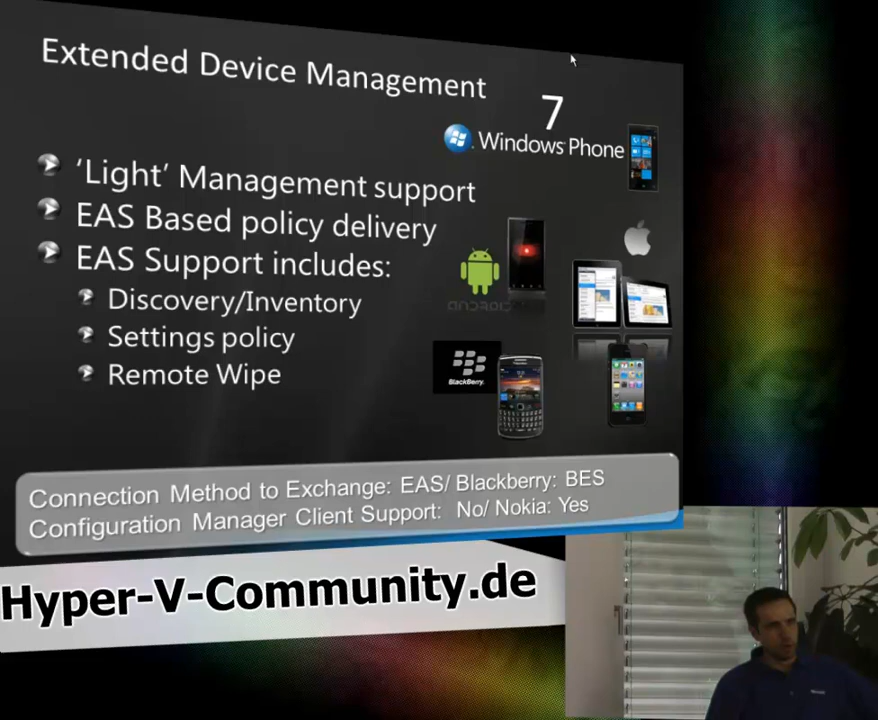 Extended Device Management
7
Windows Phone
'Light' Management support
EAS Based policy delivery
EAS Support includes:
Discovery/Inventory
Settings policy
Remote Wipe
ANDROID
BlackBerry.
Connection Method to Exchange: EAS/ Blackberry: BES
Configuration Manager Client Support: No/ Nokia: Yes
Hyper-V-Community.de